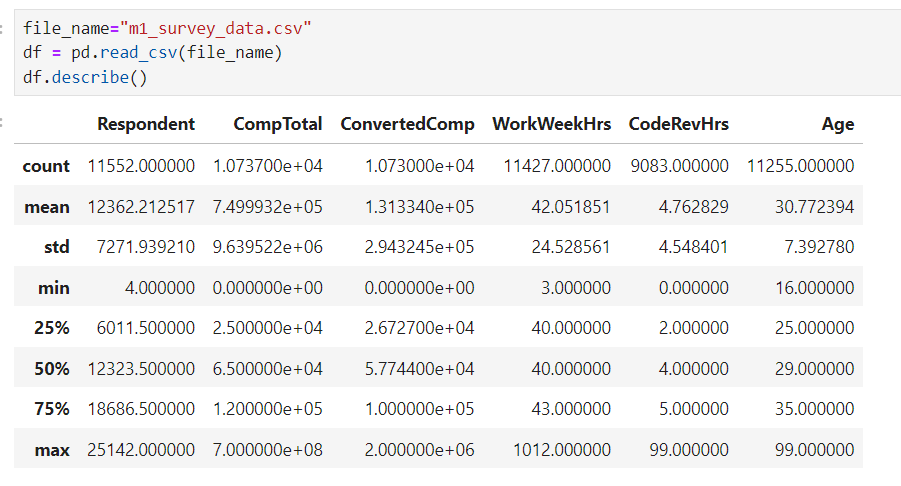 file_name="m1_survey_data.csv"
df = pd.read_csv(file_name)
df.describe()
Respondent CompTotal ConvertedComp WorkWeekHrs CodeRevHrs Age
count 11552.000000 1.073700e+04 1.073000e+04 11427.000000 9083.000000 11255.000000
mean 12362.212517 7.499932e+05 1.313340e+05 42.051851 4.762829 30.772394
std 7271.939210 9.639522e+06 2.943245e+05 24.528561 4.548401 7.392780
min 4.000000 0.000000e+00 0.000000e+00 3.000000 0.000000 16.000000
25% 6011.500000 2.500000e+04 2.672700e+04 40.000000 2.000000 25.000000
50% 12323.500000 6.500000e+04 5.774400e+04 40.000000 4.000000 29.000000
75% 18686.500000 1.200000e+05 1.000000e+05 43.000000 5.000000 35.000000
max 25142.000000 7.000000e+08 2.000000e+06 1012.000000 99.000000 99.000000